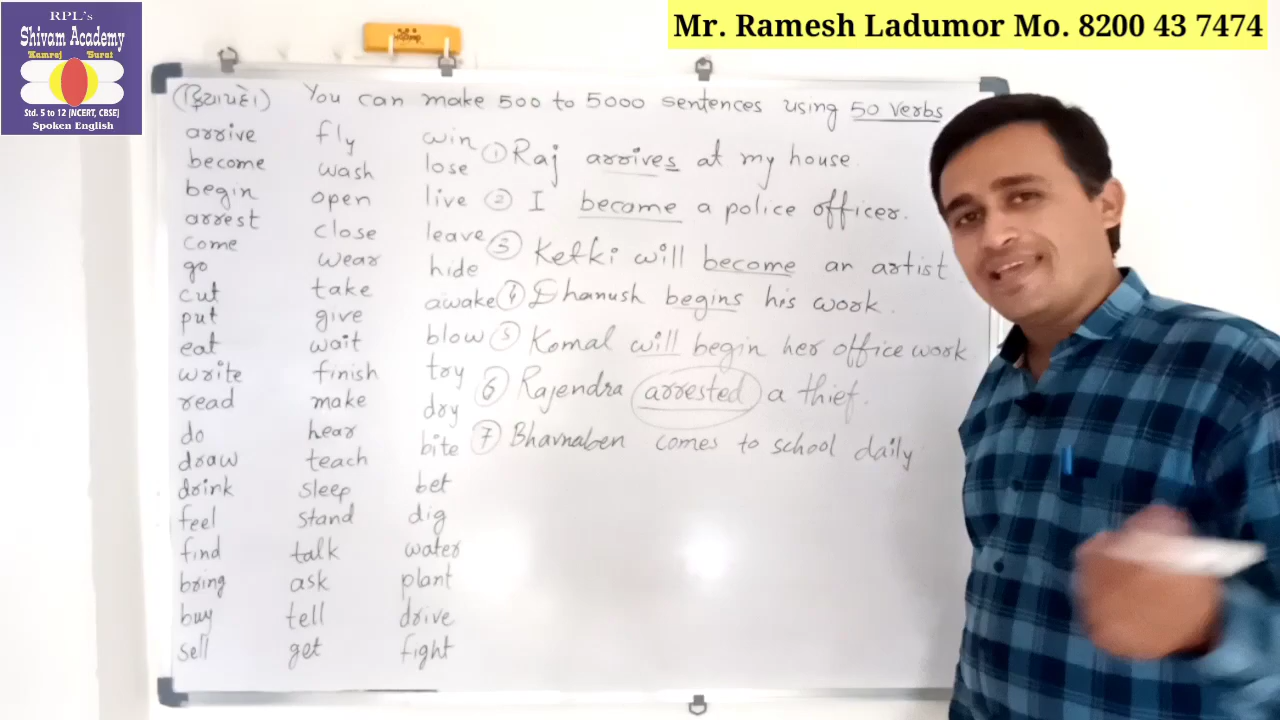 RPL's
Shivam Academy
Kamrej Surat
Std. 5 to 12 (NCERT, CBSE)
Spoken English
Mr. Ramesh Ladumor Mo. 8200 43 7474
(ક્રિયાપદો) You can make 500 to 5000 sentences using 50 verbs
arrive
become
begin
arrest
come
go
cut
put
eat
write
read
do
draw
drink
feel
find
bring
buy
sell
fly
wash
open
close
wear
take
give
wait
finish
make
hear
teach
sleep
stand
talk
ask
tell
get
win
lose
live
leave
hide
awake
blow
try
dry
bite
bet
dig
water
plant
drive
fight
① Raj arrives at my house.
② I became a police officer.
③ Ketki will become an artist
④ Dhanush begins his work.
⑤ Komal will begin her office work
⑥ Rajendra arrested a thief.
⑦ Bhavnaben comes to school daily